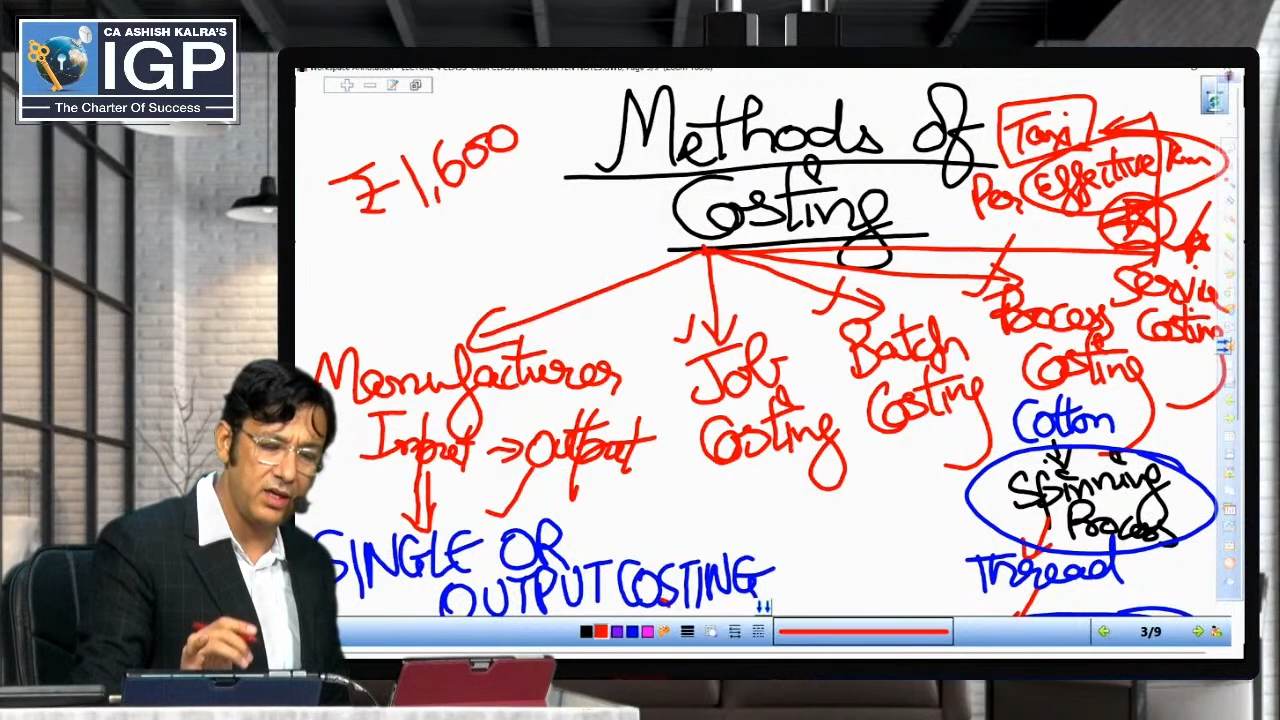 CA ASHISH KALRA'S
IGP
The Charter Of Success
Methods of
Costing
₹1,600
Taxi
Per Effective Run
Manufacturer
Input → Output
SINGLE OR
OUTPUT COSTING
Job
Costing
Batch
Costing
Process
Costing
Cotton
Spinning
Process
Thread
Service
Costing
3/9